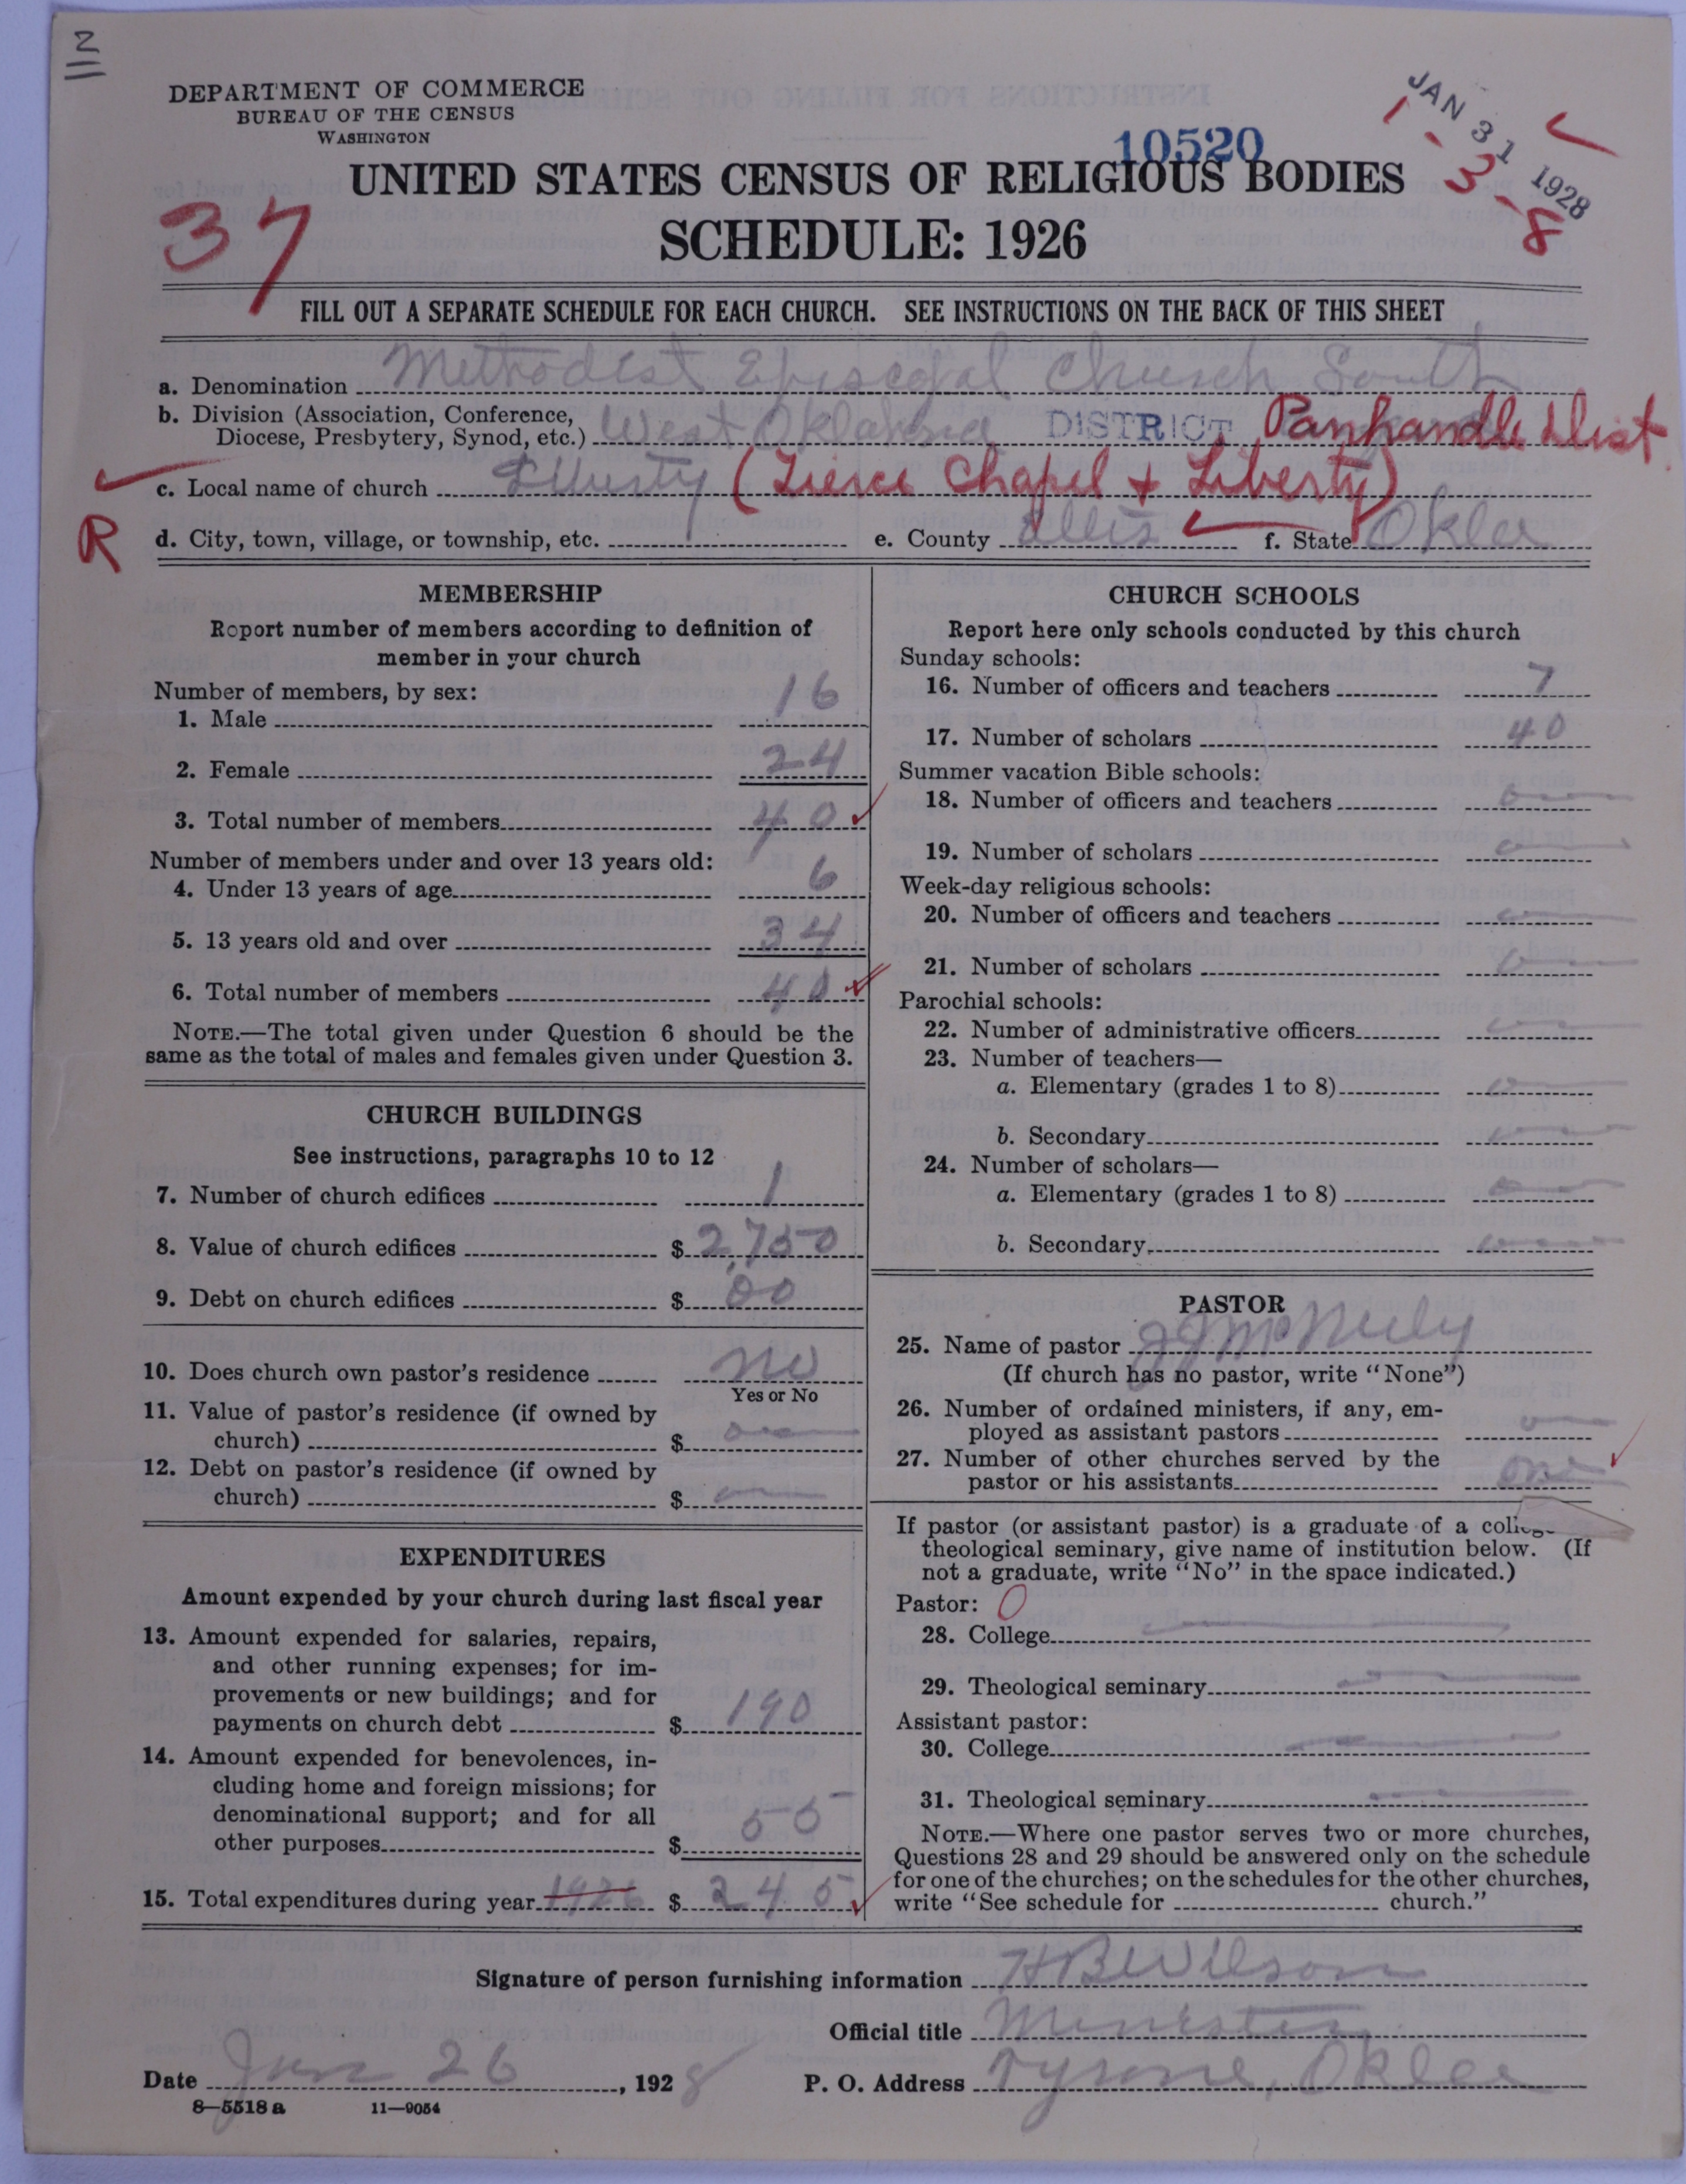 2
DEPARTMENT OF COMMERCE
BUREAU OF THE CENSUS
WASHINGTON
JAN 31 1928
1-3-8
10520
UNITED STATES CENSUS OF RELIGIOUS BODIES
SCHEDULE: 1926
37
FILL OUT A SEPARATE SCHEDULE FOR EACH CHURCH. SEE INSTRUCTIONS ON THE BACK OF THIS SHEET
a. Denomination Methodist Episcopal Church South
b. Division (Association, Conference,
Diocese, Presbytery, Synod, etc.) West Oklahoma DISTRICT Panhandle Dist.
c. Local name of church Liberty (Tierce Chapel + Liberty)
R
d. City, town, village, or township, etc. e. County Ellis f. State Okla
MEMBERSHIP
Report number of members according to definition of
member in your church
Number of members, by sex:
1. Male 16
2. Female 24
3. Total number of members 40
Number of members under and over 13 years old:
4. Under 13 years of age 6
5. 13 years old and over 34
6. Total number of members 40
NOTE.—The total given under Question 6 should be the
same as the total of males and females given under Question 3.
CHURCH BUILDINGS
See instructions, paragraphs 10 to 12
7. Number of church edifices 1
8. Value of church edifices $ 2,750
9. Debt on church edifices $ 00
10. Does church own pastor's residence no
Yes or No
11. Value of pastor's residence (if owned by
church) $
12. Debt on pastor's residence (if owned by
church) $
EXPENDITURES
Amount expended by your church during last fiscal year
13. Amount expended for salaries, repairs,
and other running expenses; for im-
provements or new buildings; and for
payments on church debt $ 190
14. Amount expended for benevolences, in-
cluding home and foreign missions; for
denominational support; and for all
other purposes $ 55
15. Total expenditures during year 1926 $ 245
CHURCH SCHOOLS
Report here only schools conducted by this church
Sunday schools:
16. Number of officers and teachers 7
17. Number of scholars 40
Summer vacation Bible schools:
18. Number of officers and teachers
19. Number of scholars
Week-day religious schools:
20. Number of officers and teachers
21. Number of scholars
Parochial schools:
22. Number of administrative officers
23. Number of teachers—
a. Elementary (grades 1 to 8)
b. Secondary
24. Number of scholars—
a. Elementary (grades 1 to 8)
b. Secondary
PASTOR
25. Name of pastor J J McNeely
(If church has no pastor, write "None")
26. Number of ordained ministers, if any, em-
ployed as assistant pastors
27. Number of other churches served by the
pastor or his assistants one
If pastor (or assistant pastor) is a graduate of a
theological seminary, give name of institution below. (If
not a graduate, write "No" in the space indicated.)
Pastor: 0
28. College
29. Theological seminary
Assistant pastor:
30. College
31. Theological seminary
NOTE.—Where one pastor serves two or more churches,
Questions 28 and 29 should be answered only on the schedule
for one of the churches; on the schedules for the other churches,
write "See schedule for church."
Signature of person furnishing information H B Wilson
Official title Minister
Date Jan 26, 1928 P. O. Address Tyrone, Okla
8—5518 a 11—9054